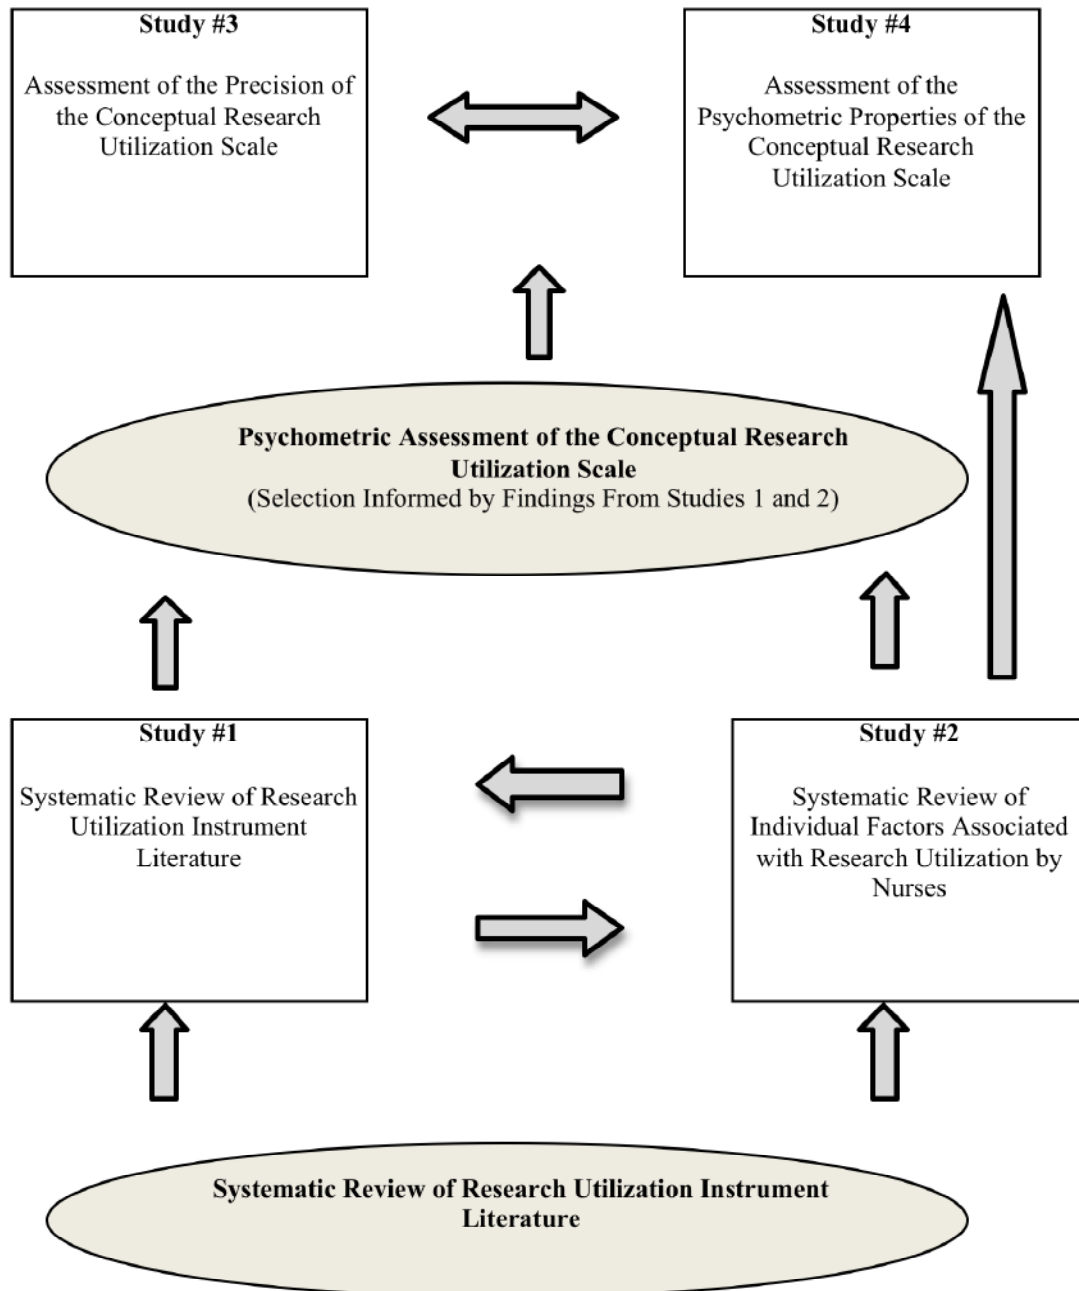 Study #3
Assessment of the Precision of
the Conceptual Research
Utilization Scale
Study #4
Assessment of the
Psychometric Properties of the
Conceptual Research
Utilization Scale
Psychometric Assessment of the Conceptual Research
Utilization Scale
(Selection Informed by Findings From Studies 1 and 2)
Study #1
Systematic Review of Research
Utilization Instrument
Literature
Study #2
Systematic Review of
Individual Factors Associated
with Research Utilization by
Nurses
Systematic Review of Research Utilization Instrument
Literature